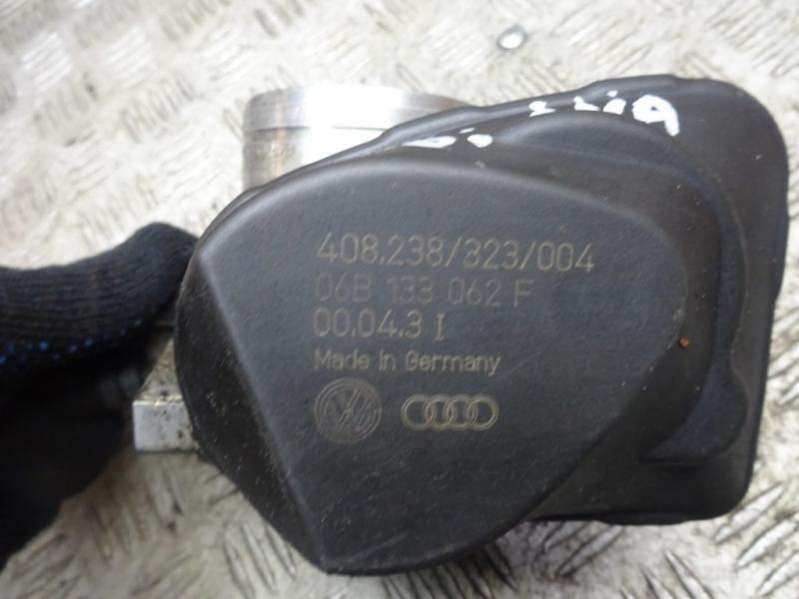 408.238/323/004
06B 133 062 F
00.04.3 I
Made in Germany